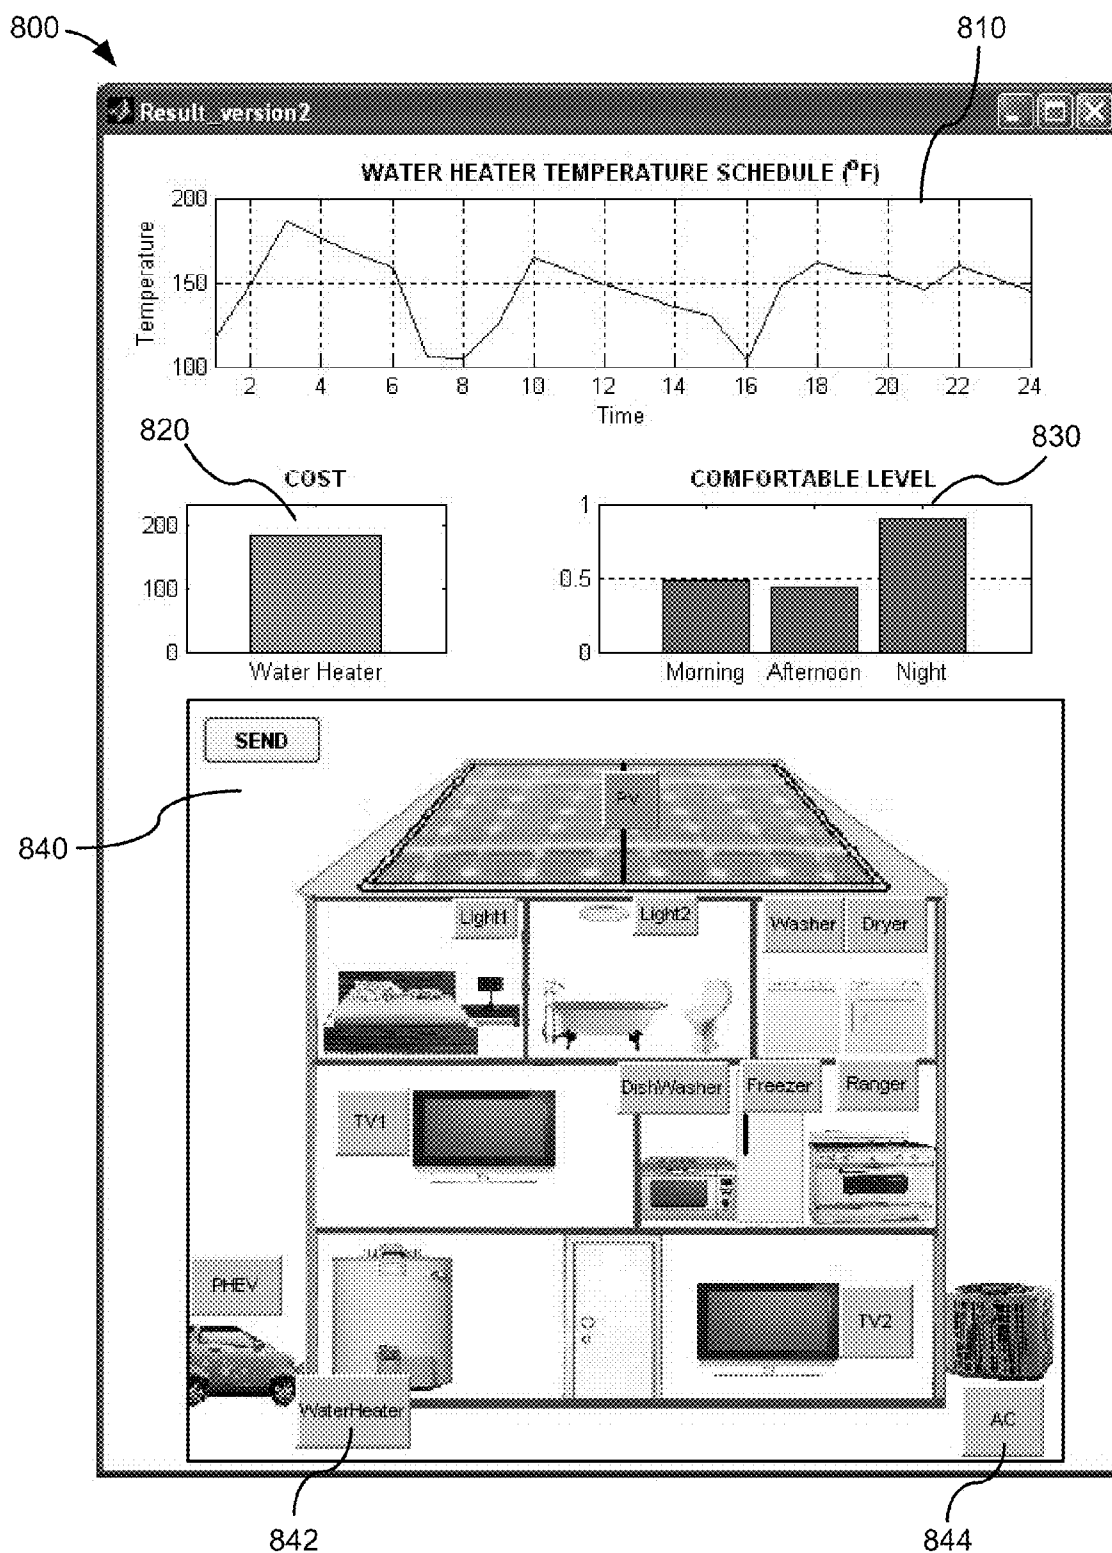 800
810
Result_version2
WATER HEATER TEMPERATURE SCHEDULE (°F)
200
150
100
Temperature
2 4 6 8 10 12 14 16 18 20 22 24
Time
820
830
COST
COMFORTABLE LEVEL
200
100
0
Water Heater
1
0.5
0
Morning Afternoon Night
SEND
840
PV
Light1 Light2 Washer Dryer
DishWasher Freezer Ranger
TV1
PHEV
TV2
WaterHeater
AC
842
844